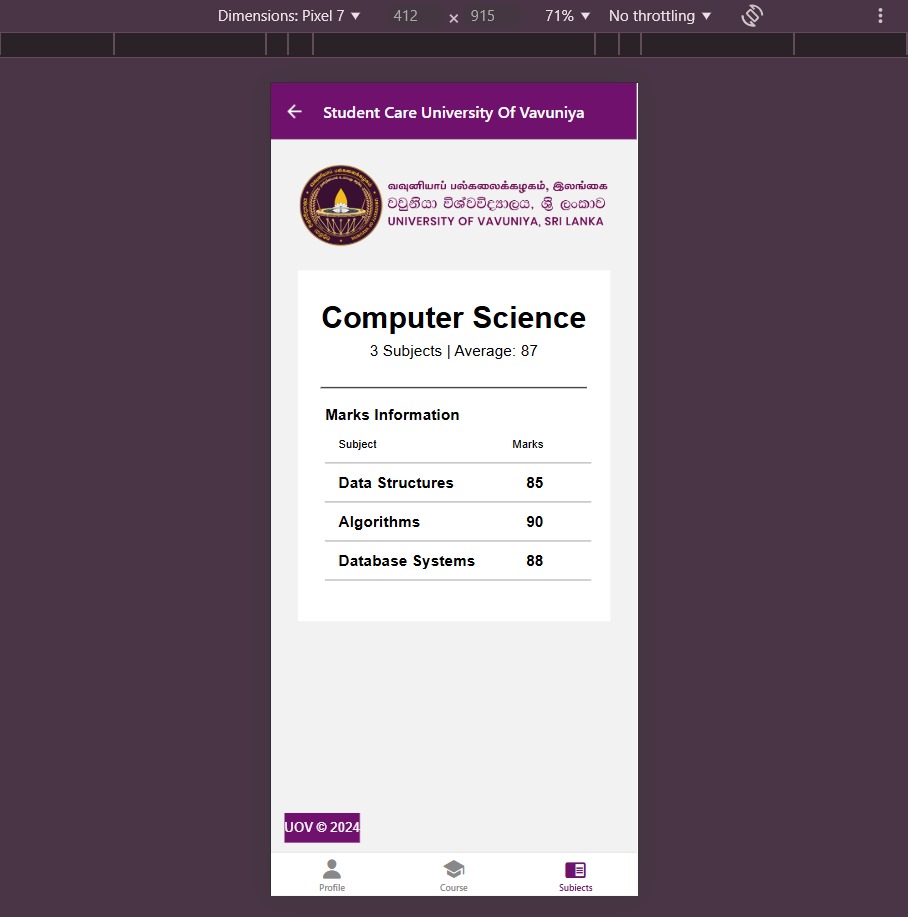 Dimensions: Pixel 7 ▼ 412 × 915 71% ▼ No throttling ▼
Student Care University Of Vavuniya
வவுனியாப் பல்கலைக்கழகம், இலங்கை
වවුනියා විශ්වවිද්‍යාලය, ශ්‍රී ලංකාව
UNIVERSITY OF VAVUNIYA, SRI LANKA
Computer Science
3 Subjects | Average: 87
Marks Information
Subject Marks
Data Structures 85
Algorithms 90
Database Systems 88
UOV © 2024
Profile Course Subjects